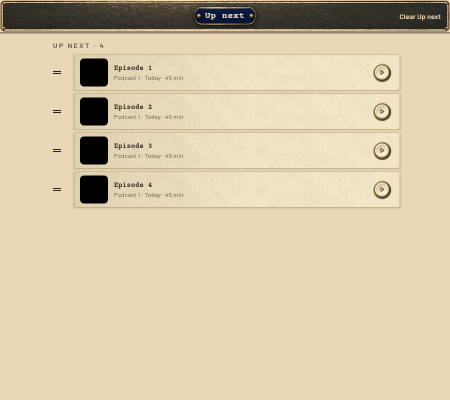 Up next
Clear Up next
UP NEXT · 4
Episode 1
Podcast 1 · Today · 45 min
Episode 2
Podcast 1 · Today · 45 min
Episode 3
Podcast 1 · Today · 45 min
Episode 4
Podcast 1 · Today · 45 min